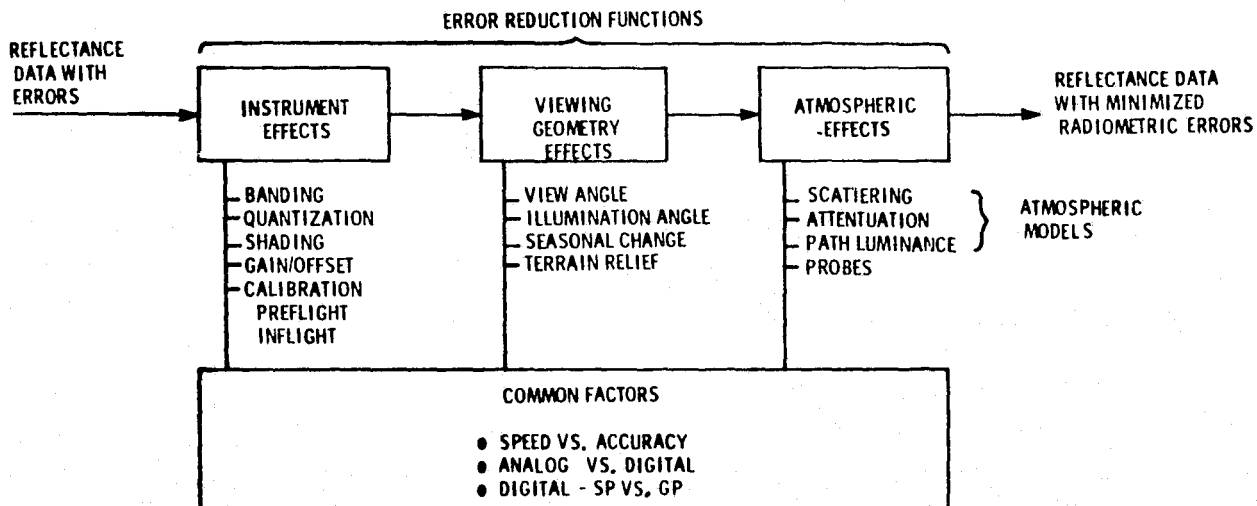 ERROR REDUCTION FUNCTIONS
REFLECTANCE
DATA WITH
ERRORS
INSTRUMENT
EFFECTS
VIEWING
GEOMETRY
EFFECTS
ATMOSPHERIC
-EFFECTS
REFLECTANCE DATA
WITH MINIMIZED
RADIOMETRIC ERRORS
BANDING
QUANTIZATION
SHADING
GAIN/OFFSET
CALIBRATION
PREFLIGHT
INFLIGHT
VIEW ANGLE
ILLUMINATION ANGLE
SEASONAL CHANGE
TERRAIN RELIEF
SCATIERING
ATTENTUATION
PATH LUMINANCE
PROBES
ATMOSPHERIC
MODELS
COMMON FACTORS
• SPEED VS. ACCURACY
• ANALOG VS. DIGITAL
• DIGITAL - SP VS. GP